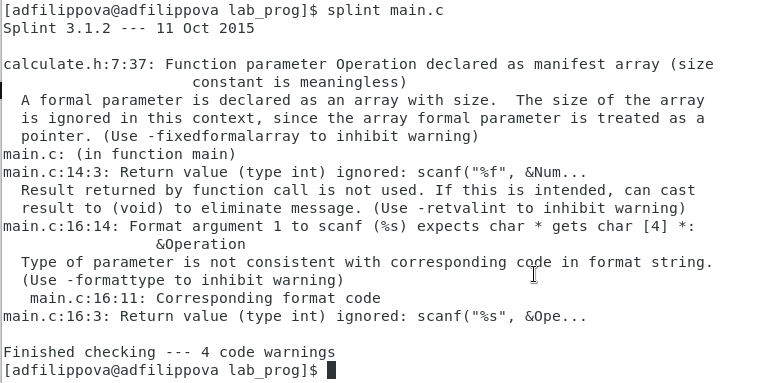 [adfilippova@adfilippova lab_prog]$ splint main.c
Splint 3.1.2 --- 11 Oct 2015

calculate.h:7:37: Function parameter Operation declared as manifest array (size
                     constant is meaningless)
  A formal parameter is declared as an array with size.  The size of the array
  is ignored in this context, since the array formal parameter is treated as a
  pointer. (Use -fixedformalarray to inhibit warning)
main.c: (in function main)
main.c:14:3: Return value (type int) ignored: scanf("%f", &Num...
  Result returned by function call is not used. If this is intended, can cast
  result to (void) to eliminate message. (Use -retvalint to inhibit warning)
main.c:16:14: Format argument 1 to scanf (%s) expects char * gets char [4] *:
                 &Operation
  Type of parameter is not consistent with corresponding code in format string.
  (Use -formattype to inhibit warning)
   main.c:16:11: Corresponding format code
main.c:16:3: Return value (type int) ignored: scanf("%s", &Ope...

Finished checking --- 4 code warnings
[adfilippova@adfilippova lab_prog]$